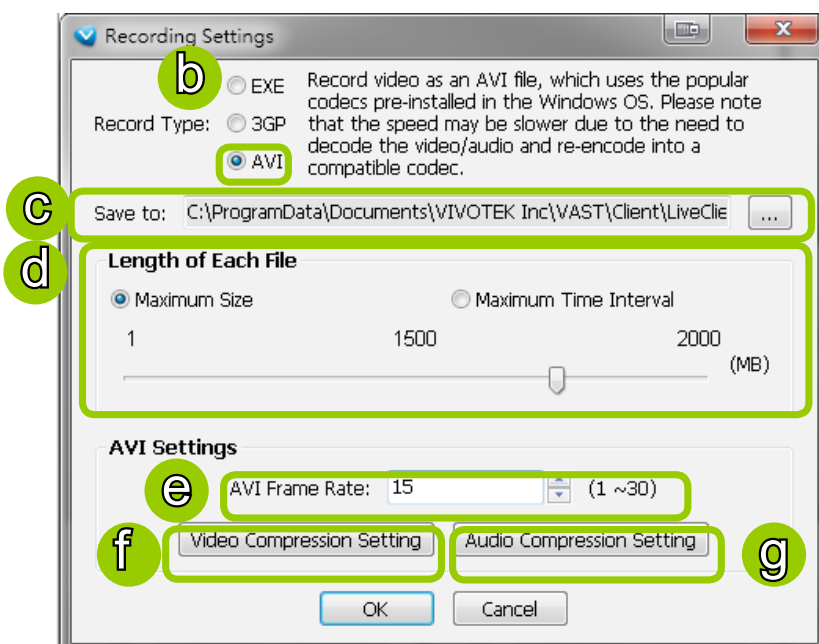 Recording Settings
b
EXE
Record Type:
3GP
AVI
Record video as an AVI file, which uses the popular
codecs pre-installed in the Windows OS. Please note
that the speed may be slower due to the need to
decode the video/audio and re-encode into a
compatible codec.
c
Save to: C:\ProgramData\Documents\VIVOTEK Inc\VAST\Client\LiveClie ...
d
Length of Each File
Maximum Size Maximum Time Interval
1 1500 2000
(MB)
AVI Settings
e
AVI Frame Rate: 15 (1 ~30)
f
Video Compression Setting Audio Compression Setting
g
OK Cancel